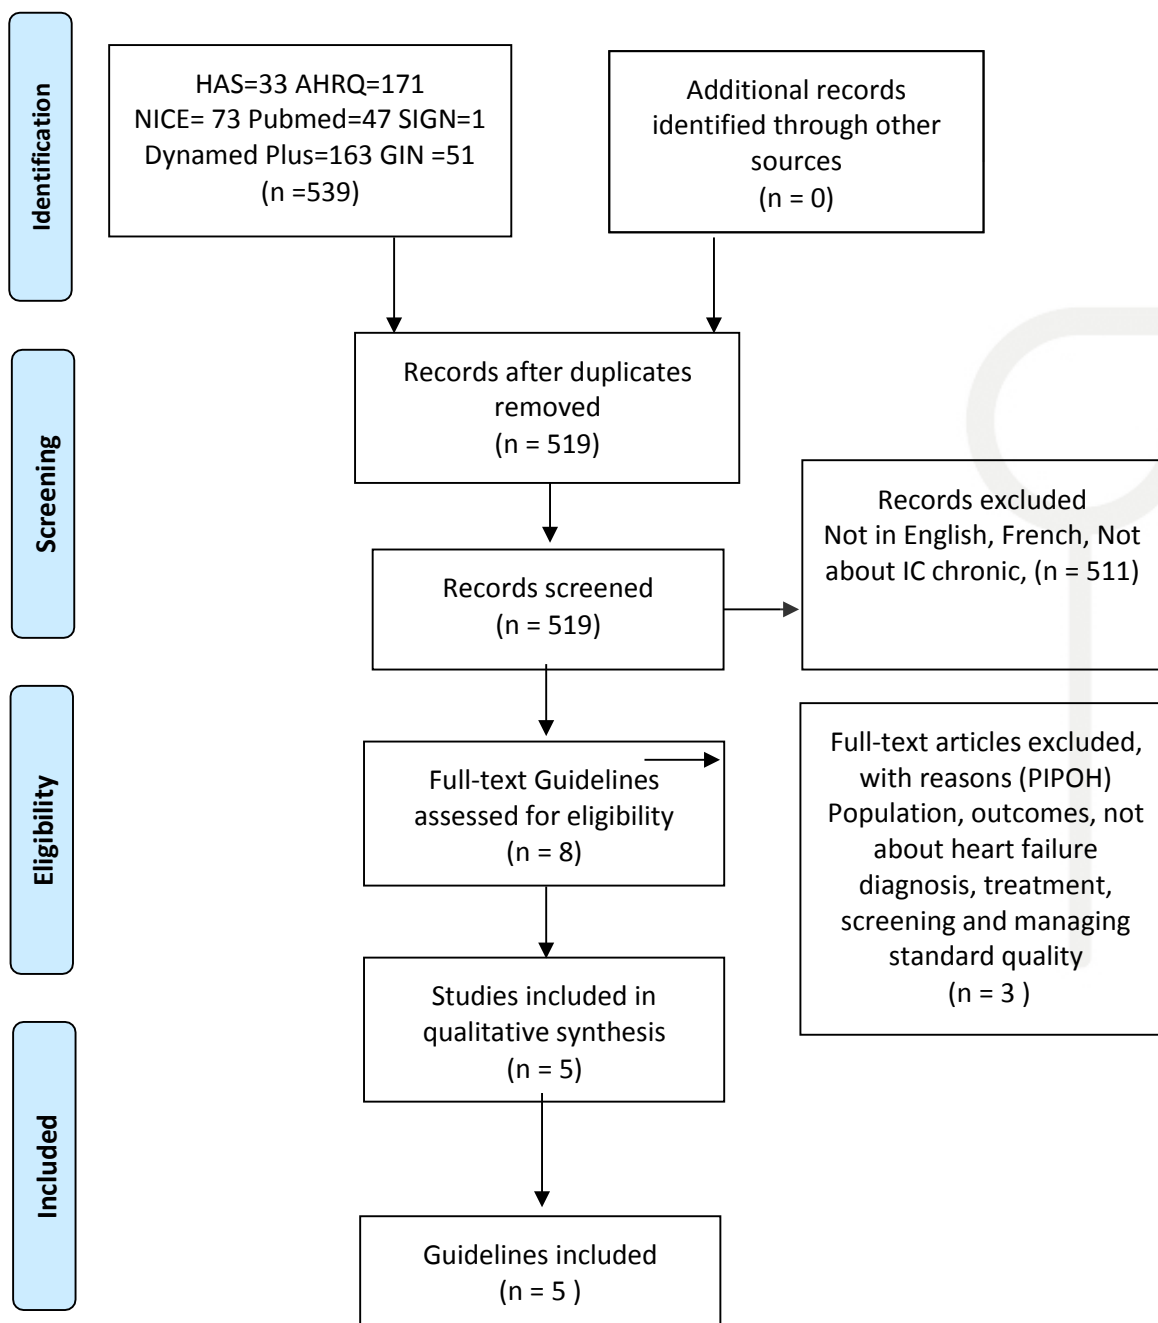 Identification
HAS=33 AHRQ=171
NICE= 73 Pubmed=47 SIGN=1
Dynamed Plus=163 GIN =51
(n =539)
Additional records
identified through other
sources
(n = 0)
Screening
Records after duplicates
removed
(n = 519)
Records screened
(n = 519)
Records excluded
Not in English, French, Not
about IC chronic, (n = 511)
Eligibility
Full-text Guidelines
assessed for eligibility
(n = 8)
Full-text articles excluded,
with reasons (PIPOH)
Population, outcomes, not
about heart failure
diagnosis, treatment,
screening and managing
standard quality
(n = 3 )
Studies included in
qualitative synthesis
(n = 5)
Included
Guidelines included
(n = 5 )